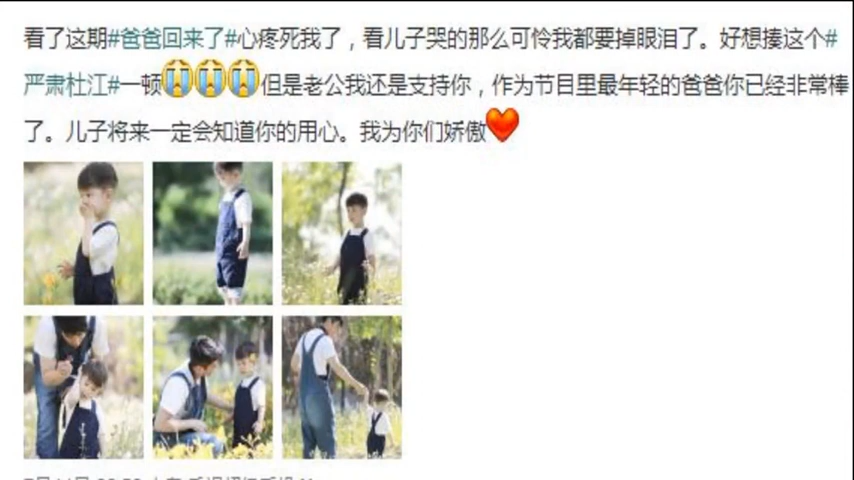 看了这期#爸爸回来了#心疼死我了，看儿子哭的那么可怜我都要掉眼泪了。好想揍这个#
严肃杜江#一顿😭😭😭但是老公我还是支持你，作为节目里最年轻的爸爸你已经非常棒
了。儿子将来一定会知道你的用心。我为你们娇傲❤